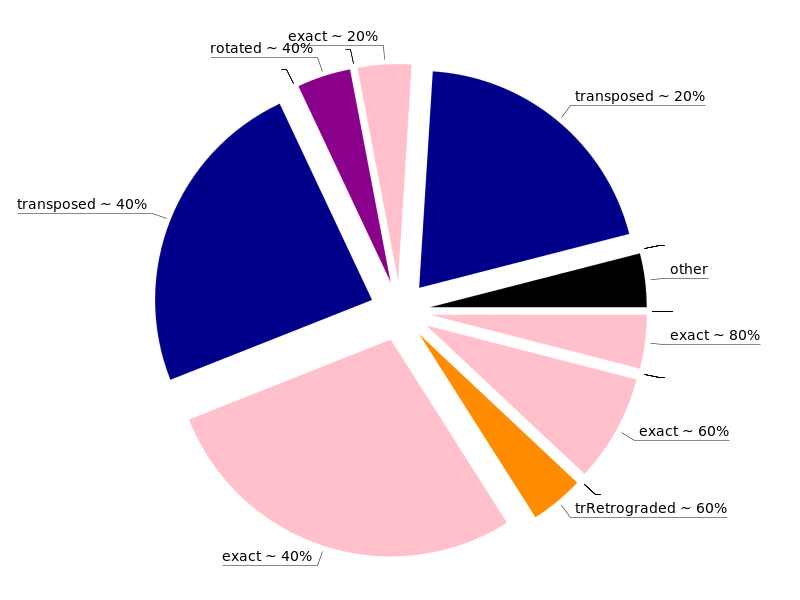 exact ~ 20%
rotated ~ 40%
transposed ~ 20%
transposed ~ 40%
other
exact ~ 80%
exact ~ 60%
trRetrograded ~ 60%
exact ~ 40%